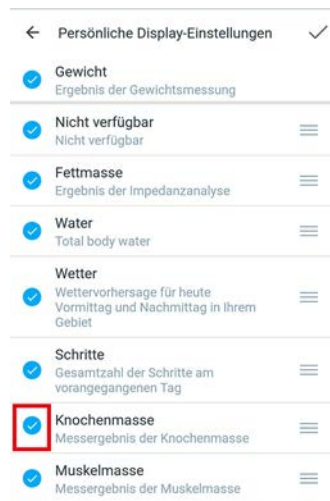 Persönliche Display-Einstellungen
Gewicht
Ergebnis der Gewichtsmessung
Nicht verfügbar
Nicht verfügbar
Fettmasse
Ergebnis der Impedanzanalyse
Water
Total body water
Wetter
Wettervorhersage für heute
Vormittag und Nachmittag in Ihrem
Gebiet
Schritte
Gesamtzahl der Schritte am
vorangegangenen Tag
Knochenmasse
Messergebnis der Knochenmasse
Muskelmasse
Messergebnis der Muskelmasse